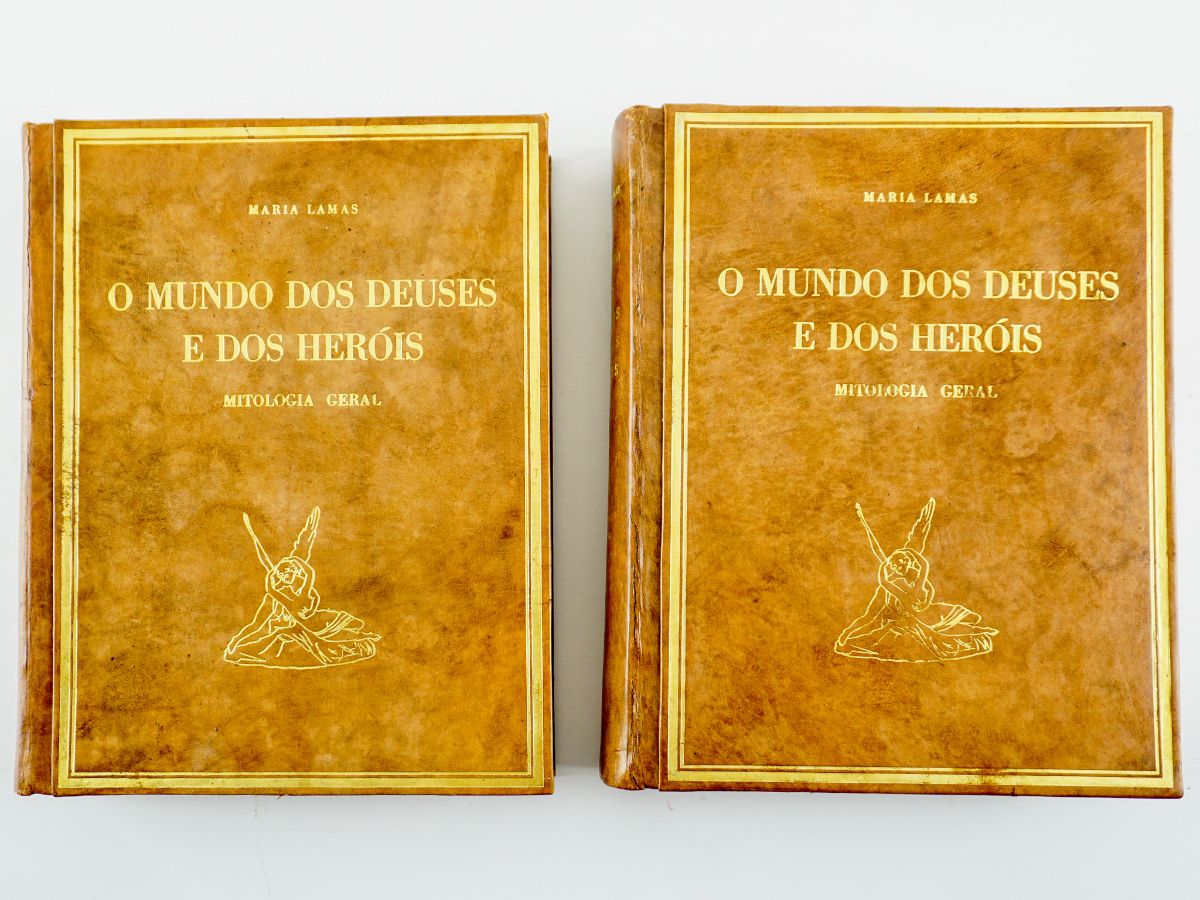 MARIA LAMAS
O MUNDO DOS DEUSES
E DOS HERÓIS
MITOLOGIA GERAL
MARIA LAMAS
O MUNDO DOS DEUSES
E DOS HERÓIS
MITOLOGIA GERAL